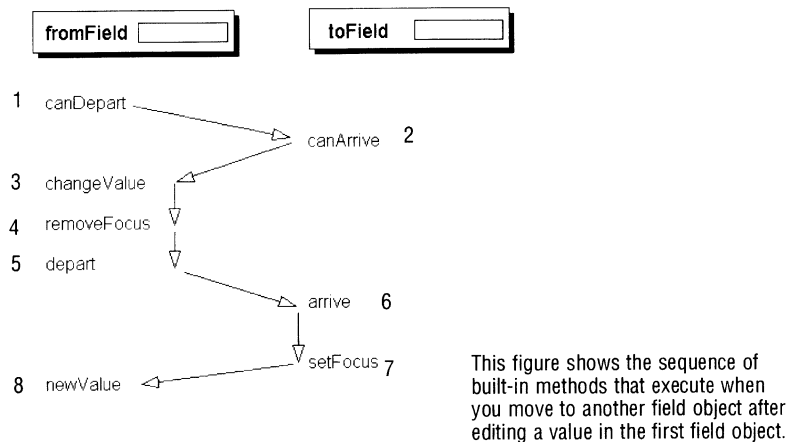 fromField
toField
1 canDepart
canArrive 2
3 changeValue
4 removeFocus
5 depart
arrive 6
setFocus 7
8 newValue
This figure shows the sequence of
built-in methods that execute when
you move to another field object after
editing a value in the first field object.